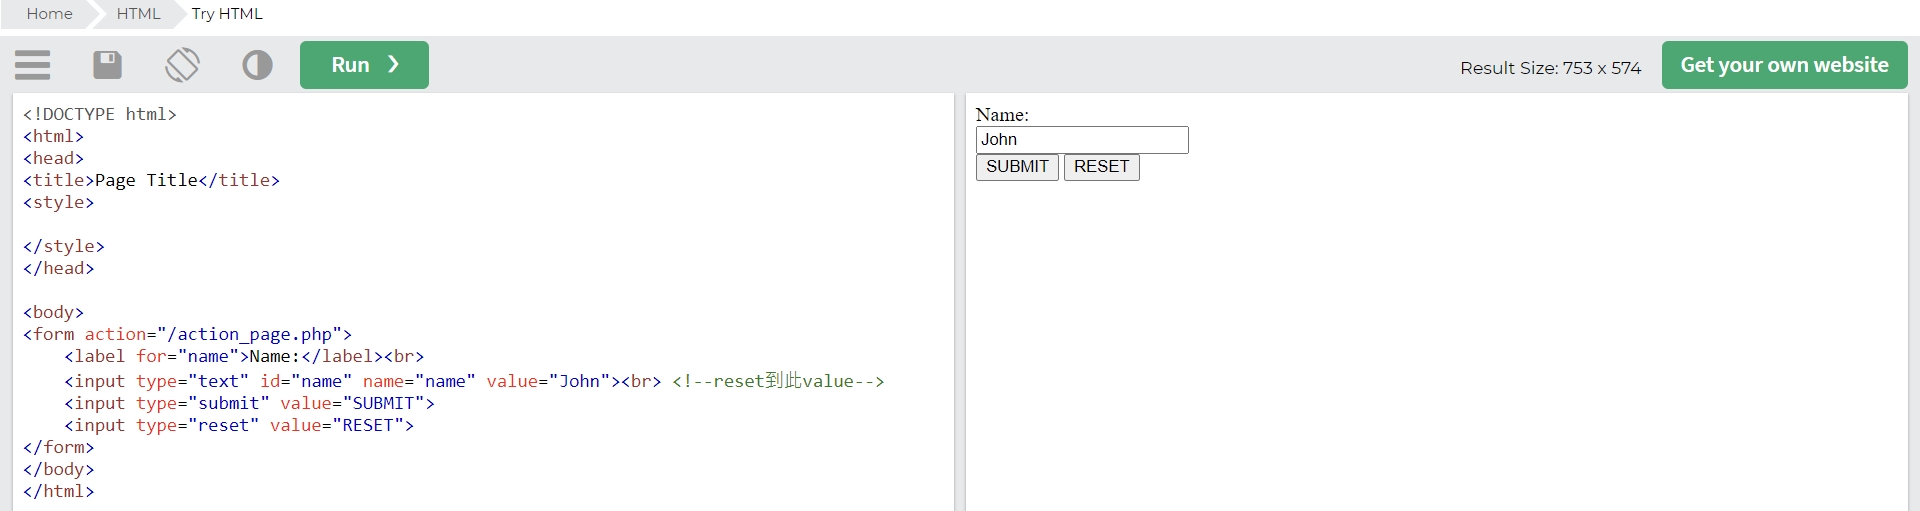 Home HTML Try HTML
Run ❯
Result Size: 753 x 574
Get your own website
<!DOCTYPE html>
<html>
<head>
<title>Page Title</title>
<style>
</style>
</head>
<body>
<form action="/action_page.php">
<label for="name">Name:</label><br>
<input type="text" id="name" name="name" value="John"><br> <!--reset到此value-->
<input type="submit" value="SUBMIT">
<input type="reset" value="RESET">
</form>
</body>
</html>
Name:
John
SUBMIT RESET